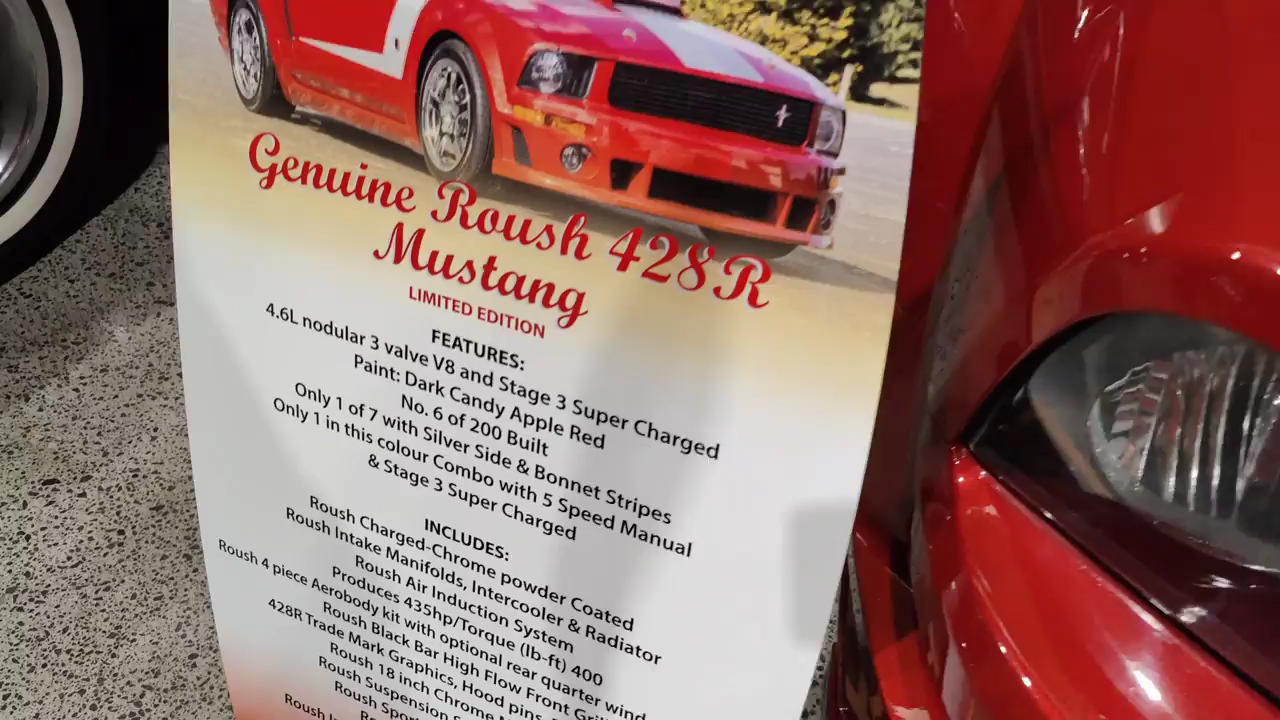 Genuine Roush 428R
Mustang
LIMITED EDITION
FEATURES:
4.6L nodular 3 valve V8 and Stage 3 Super Charged
Paint: Dark Candy Apple Red
No. 6 of 200 Built
Only 1 of 7 with Silver Side & Bonnet Stripes
Only 1 in this colour Combo with 5 Speed Manual
& Stage 3 Super Charged
INCLUDES:
Roush Charged-Chrome powder Coated
Roush Intake Manifolds, Intercooler & Radiator
Roush Air Induction System
Produces 435hp/Torque (lb-ft) 400
Roush 4 piece Aerobody kit with optional rear quarter wind
Roush Black Bar High Flow Front
428R Trade Mark Graphics, Hood pins,
Roush 18 inch Chrome
Roush Suspension
Roush
Roush